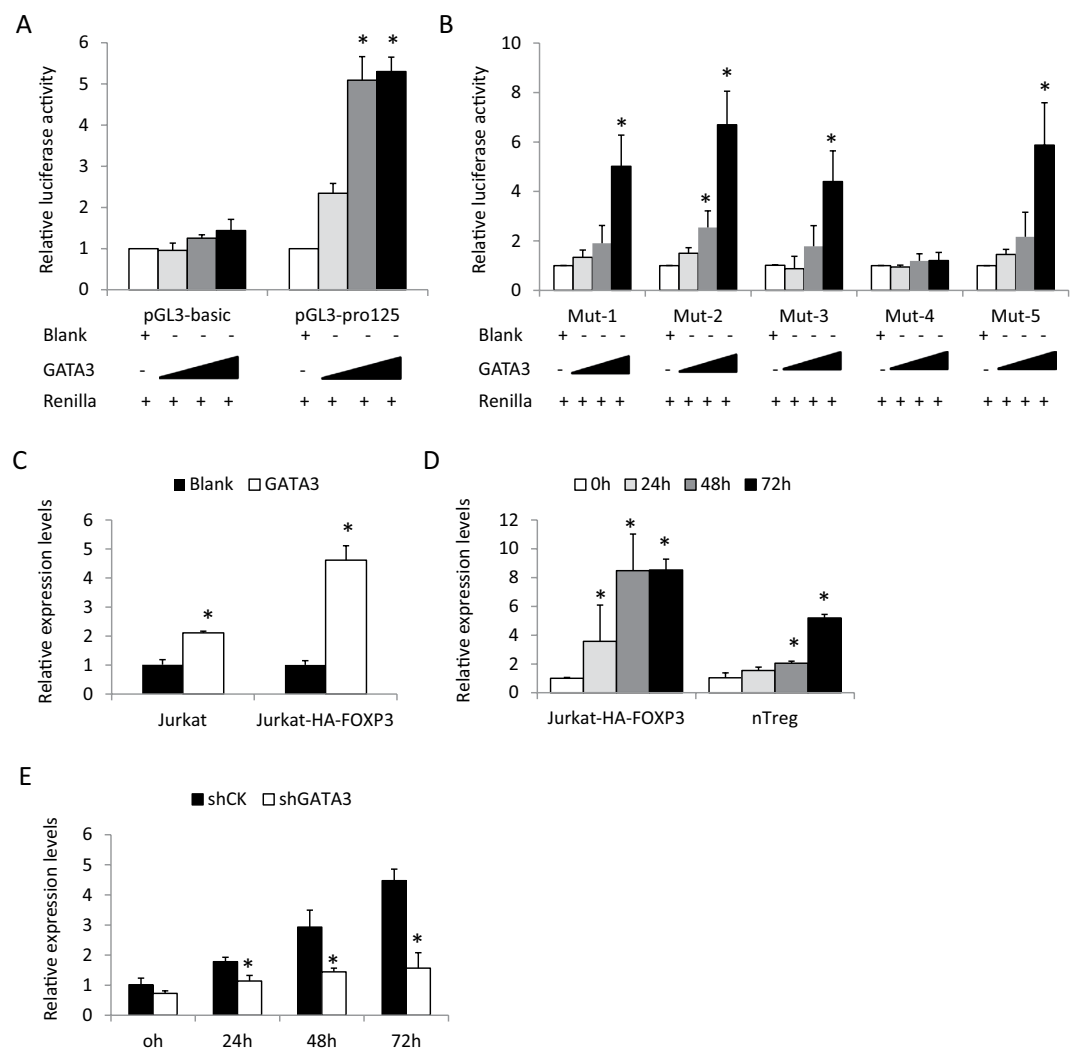 A
Relative luciferase activity
6
5
4
3
2
1
0
* *
pGL3-basic pGL3-pro125
Blank + - - - + - - -
GATA3 - -
Renilla + + + + + + + +
B
Relative luciferase activity
10
8
6
4
2
0
* * * * *
Mut-1 Mut-2 Mut-3 Mut-4 Mut-5
Blank + - - - + - - - + - - - + - - - + - - -
GATA3 - - - - -
Renilla + + + + + + + + + + + + + + + + + + + +
C
Blank GATA3
Relative expression levels
6
5
4
3
2
1
0
* *
Jurkat Jurkat-HA-FOXP3
D
0h 24h 48h 72h
Relative expression levels
12
10
8
6
4
2
0
* * * * *
Jurkat-HA-FOXP3 nTreg
E
shCK shGATA3
Relative expression levels
6
5
4
3
2
1
0
* * *
oh 24h 48h 72h